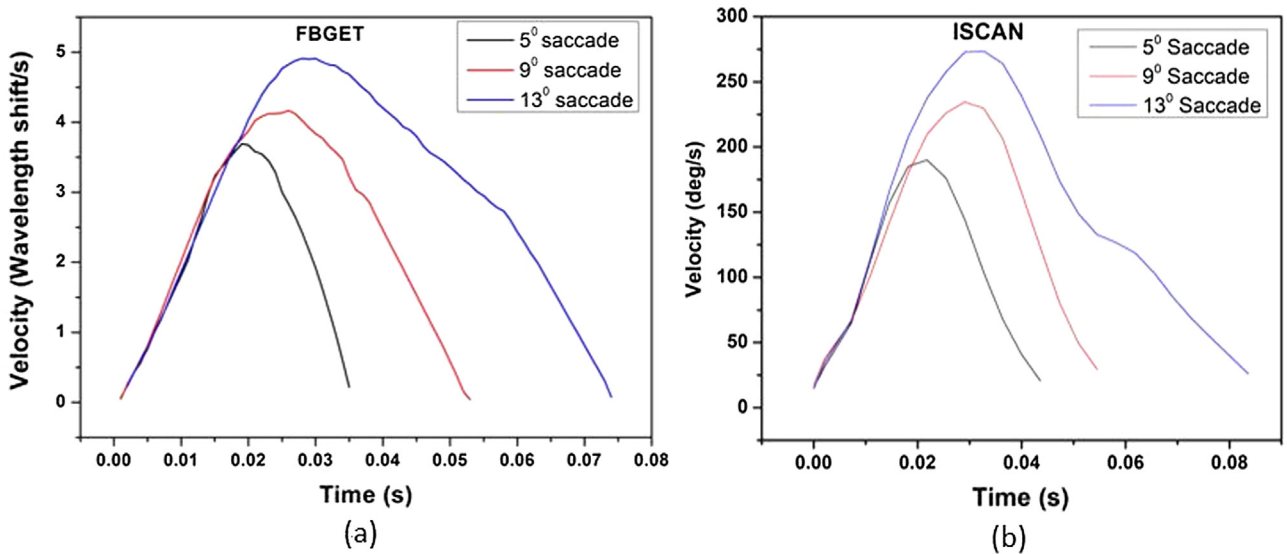 FBGET
5⁰ saccade
9⁰ saccade
13⁰ saccade
Velocity (Wavelength shift/s)
5
4
3
2
1
0
0.00 0.01 0.02 0.03 0.04 0.05 0.06 0.07 0.08
Time (s)
(a)
ISCAN
5⁰ Saccade
9⁰ Saccade
13⁰ Saccade
Velocity (deg/s)
300
250
200
150
100
50
0
0.00 0.02 0.04 0.06 0.08
Time (s)
(b)